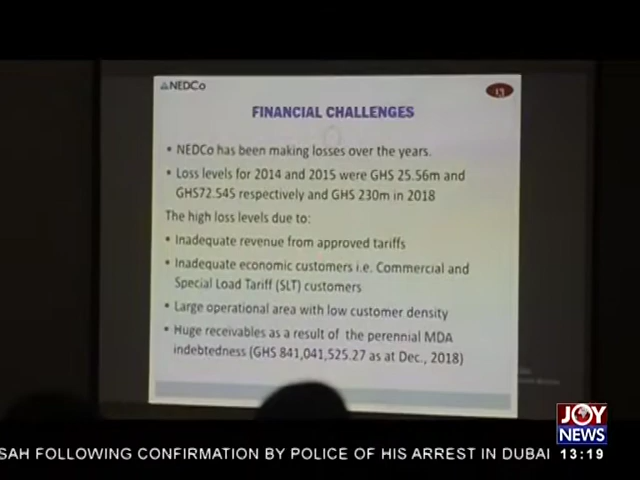 NEDCo
13
FINANCIAL CHALLENGES
• NEDCo has been making losses over the years.
• Loss levels for 2014 and 2015 were GHS 25.56m and
GHS72.545 respectively and GHS 230m in 2018
The high loss levels due to:
• Inadequate revenue from approved tariffs
• Inadequate economic customers i.e. Commercial and
Special Load Tariff (SLT) customers
• Large operational area with low customer density
• Huge receivables as a result of the perennial MDA
indebtedness (GHS 841,041,525.27 as at Dec., 2018)
JOY
NEWS
SAH FOLLOWING CONFIRMATION BY POLICE OF HIS ARREST IN DUBAI
13:19